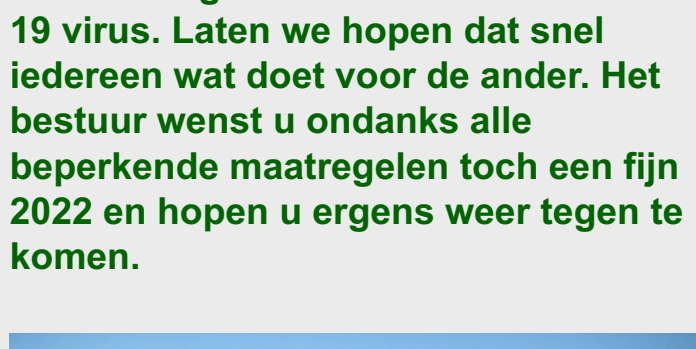 19 virus. Laten we hopen dat snel
iedereen wat doet voor de ander. Het
bestuur wenst u ondanks alle
beperkende maatregelen toch een fijn
2022 en hopen u ergens weer tegen te
komen.